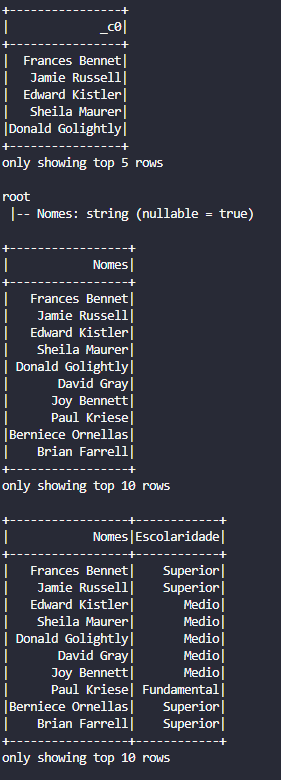 +----------------+
|             _c0|
+----------------+
|  Frances Bennet|
|   Jamie Russell|
|  Edward Kistler|
|   Sheila Maurer|
|Donald Golightly|
+----------------+
only showing top 5 rows

root
 |-- Nomes: string (nullable = true)

+-----------------+
|            Nomes|
+-----------------+
|   Frances Bennet|
|    Jamie Russell|
|   Edward Kistler|
|    Sheila Maurer|
| Donald Golightly|
|       David Gray|
|      Joy Bennett|
|      Paul Kriese|
|Berniece Ornellas|
|    Brian Farrell|
+-----------------+
only showing top 10 rows

+-----------------+------------+
|            Nomes|Escolaridade|
+-----------------+------------+
|   Frances Bennet|    Superior|
|    Jamie Russell|    Superior|
|   Edward Kistler|       Medio|
|    Sheila Maurer|       Medio|
| Donald Golightly|       Medio|
|       David Gray|       Medio|
|      Joy Bennett|       Medio|
|      Paul Kriese| Fundamental|
|Berniece Ornellas|    Superior|
|    Brian Farrell|    Superior|
+-----------------+------------+
only showing top 10 rows